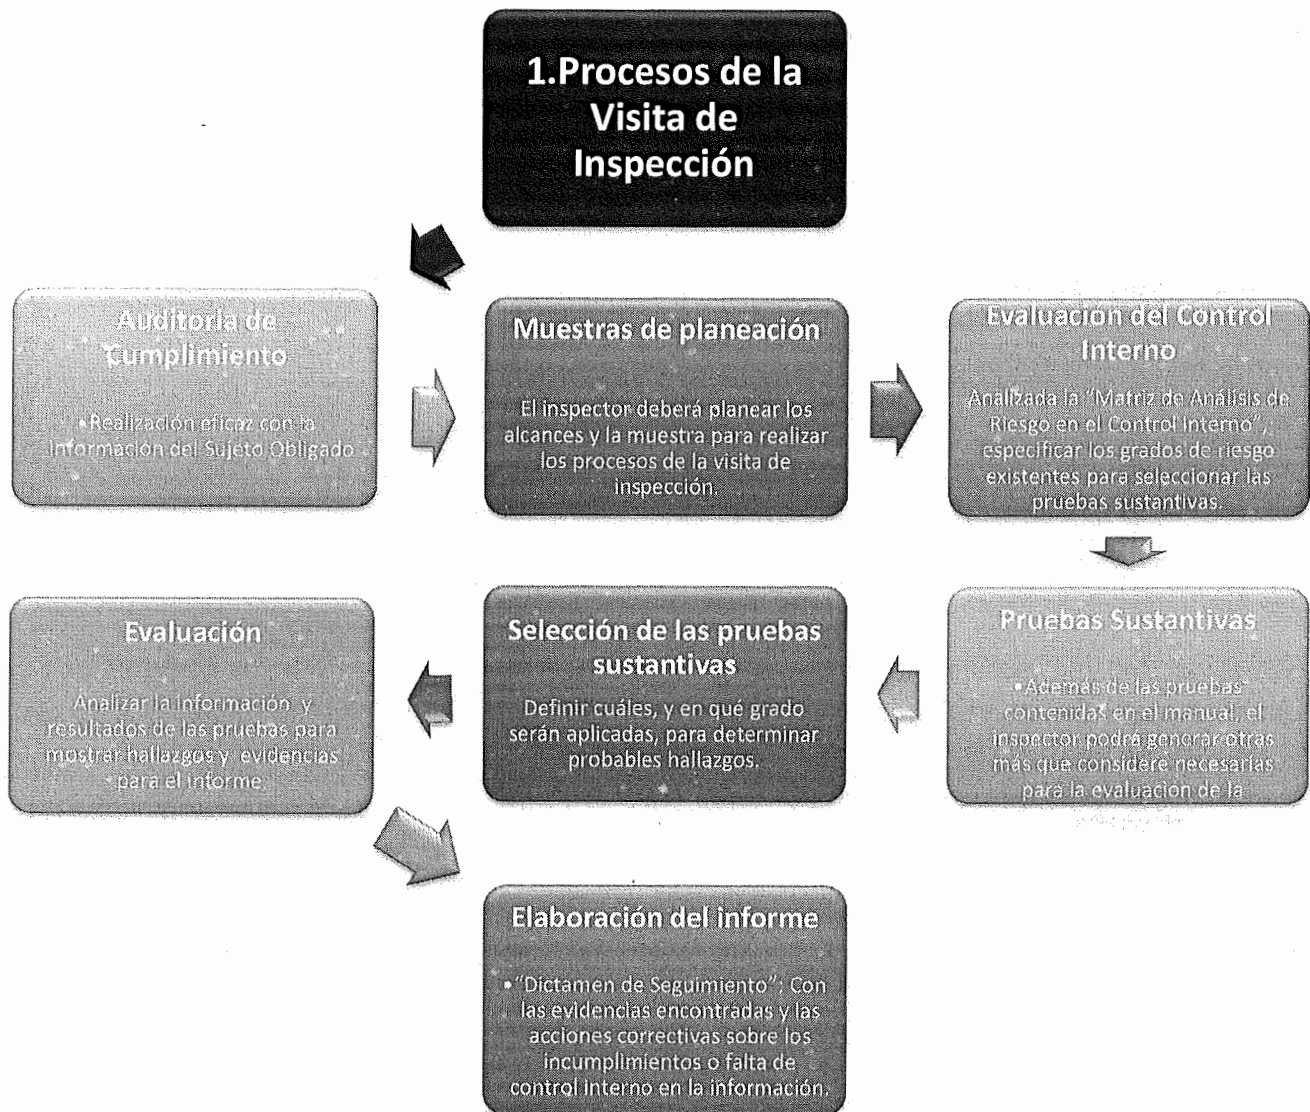 1.Procesos de la
Visita de
Inspección
Auditoría de
Cumplimiento
•Realización eficaz con la
Información del Sujeto Obligado
Muestras de planeación
El inspector deberá planear los
alcances y la muestra para realizar
los procesos de la visita de
inspección.
Evaluación del Control
Interno
Analizada la "Matriz de Análisis de
Riesgo en el Control Interno",
especificar los grados de riesgo
existentes para seleccionar las
pruebas sustantivas.
Pruebas Sustantivas
•Además de las pruebas
contenidas en el manual, el
inspector podrá generar otras
más que considere necesarias
para la evaluación de la
Selección de las pruebas
sustantivas
Definir cuáles, y en qué grado
serán aplicadas, para determinar
probables hallazgos.
Evaluación
Analizar la información y
resultados de las pruebas para
mostrar hallazgos y evidencias
para el informe.
Elaboración del informe
•"Dictamen de Seguimiento": Con
las evidencias encontradas y las
acciones correctivas sobre los
incumplimientos o falta de
control interno en la información.